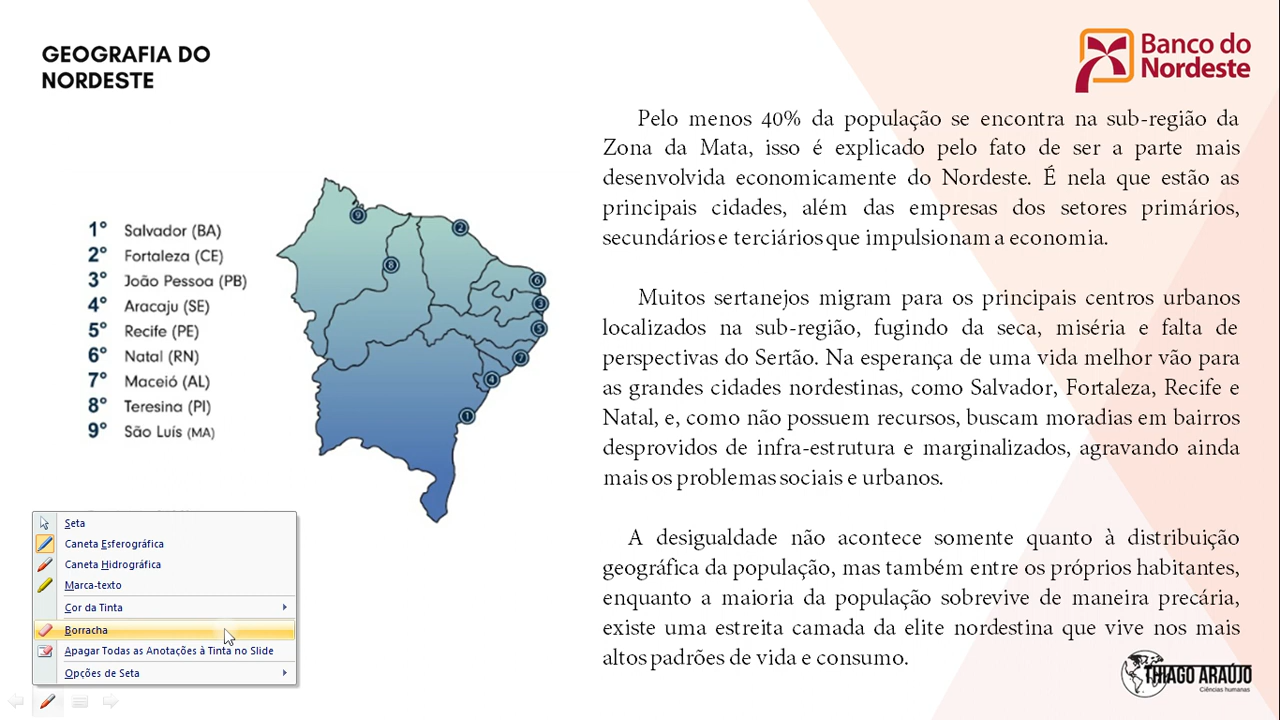 GEOGRAFIA DO
NORDESTE
Banco do
Nordeste
1° Salvador (BA)
2° Fortaleza (CE)
3° João Pessoa (PB)
4° Aracaju (SE)
5° Recife (PE)
6° Natal (RN)
7° Maceió (AL)
8° Teresina (PI)
9° São Luís (MA)
9
2
8
6
3
5
7
4
1
Pelo menos 40% da população se encontra na sub-região da
Zona da Mata, isso é explicado pelo fato de ser a parte mais
desenvolvida economicamente do Nordeste. É nela que estão as
principais cidades, além das empresas dos setores primários,
secundários e terciários que impulsionam a economia.
Muitos sertanejos migram para os principais centros urbanos
localizados na sub-região, fugindo da seca, miséria e falta de
perspectivas do Sertão. Na esperança de uma vida melhor vão para
as grandes cidades nordestinas, como Salvador, Fortaleza, Recife e
Natal, e, como não possuem recursos, buscam moradias em bairros
desprovidos de infra-estrutura e marginalizados, agravando ainda
mais os problemas sociais e urbanos.
A desigualdade não acontece somente quanto à distribuição
geográfica da população, mas também entre os próprios habitantes,
enquanto a maioria da população sobrevive de maneira precária,
existe uma estreita camada da elite nordestina que vive nos mais
altos padrões de vida e consumo.
Seta
Caneta Esferográfica
Caneta Hidrográfica
Marca-texto
Cor da Tinta
Borracha
Apagar Todas as Anotações à Tinta no Slide
Opções de Seta
THIAGO ARAÚJO
Ciências humanas